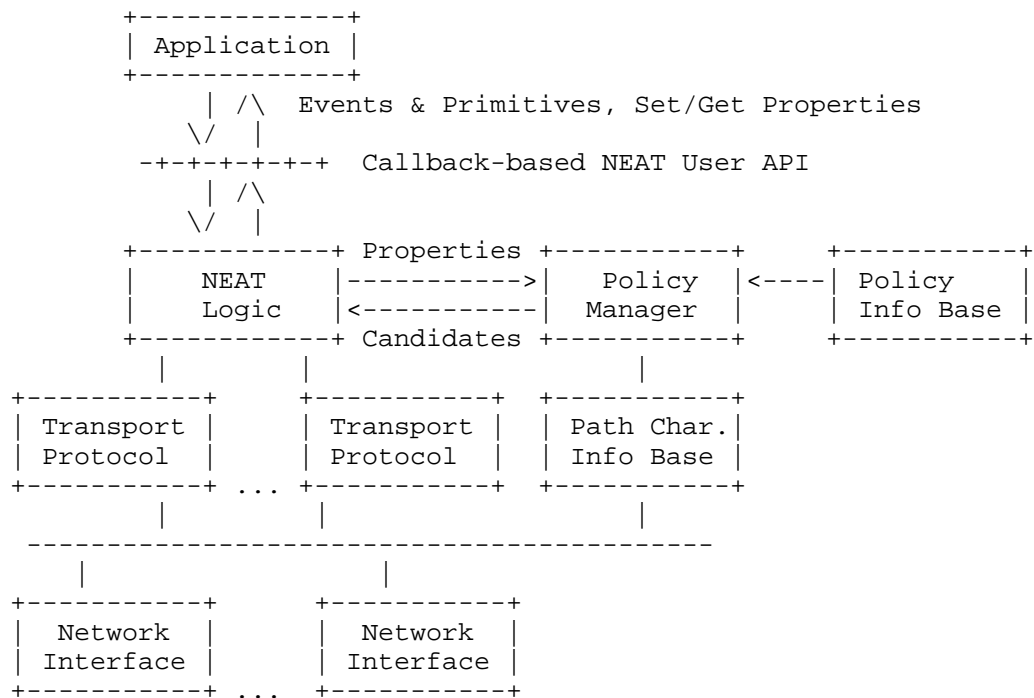 +-------------+
| Application |
+-------------+
| /\ Events & Primitives, Set/Get Properties
\/ |
-+-+-+-+-+-+ Callback-based NEAT User API
| /\
\/ |
+------------+ Properties +-----------+ +-----------+
| NEAT |----------->| Policy |<----| Policy |
| Logic |<-----------| Manager | | Info Base |
+------------+ Candidates +-----------+ +-----------+
| | |
+-----------+ +-----------+ +-----------+
| Transport | | Transport | | Path Char.|
| Protocol | | Protocol | | Info Base |
+-----------+ ... +-----------+ +-----------+
| | |
-------------------------------------------
| |
+-----------+ +-----------+
| Network | | Network |
| Interface | | Interface |
+-----------+ ... +-----------+